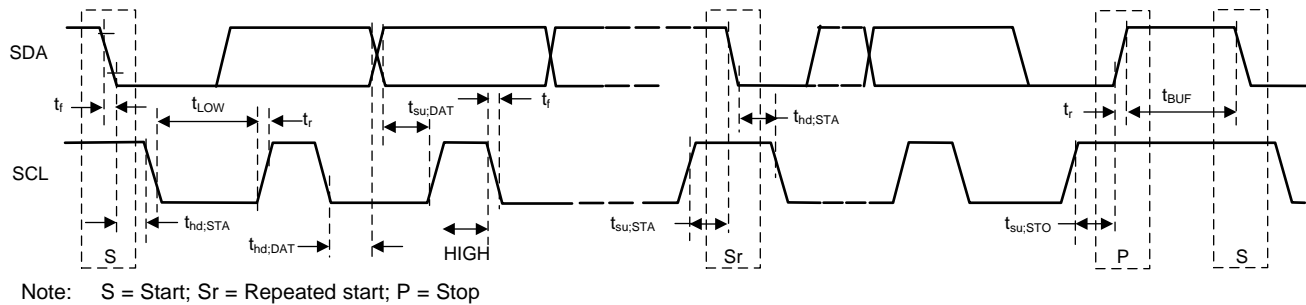 SDA
t_f
t_LOW
t_r
t_su;DAT
t_f
t_hd;STA
t_r
t_BUF
SCL
t_hd;STA
t_hd;DAT
HIGH
t_su;STA
t_su;STO
S
Sr
P
S
Note: S = Start; Sr = Repeated start; P = Stop